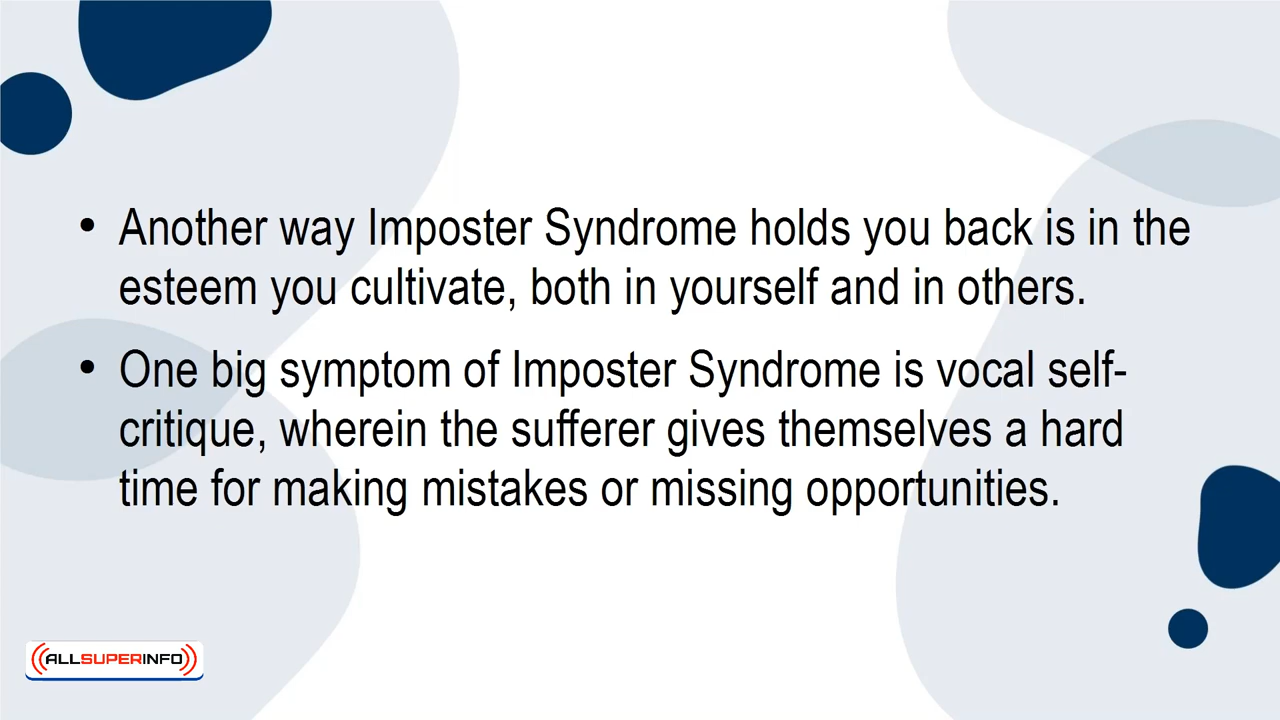 • Another way Imposter Syndrome holds you back is in the
esteem you cultivate, both in yourself and in others.
• One big symptom of Imposter Syndrome is vocal self-
critique, wherein the sufferer gives themselves a hard
time for making mistakes or missing opportunities.
ALLSUPERINFO